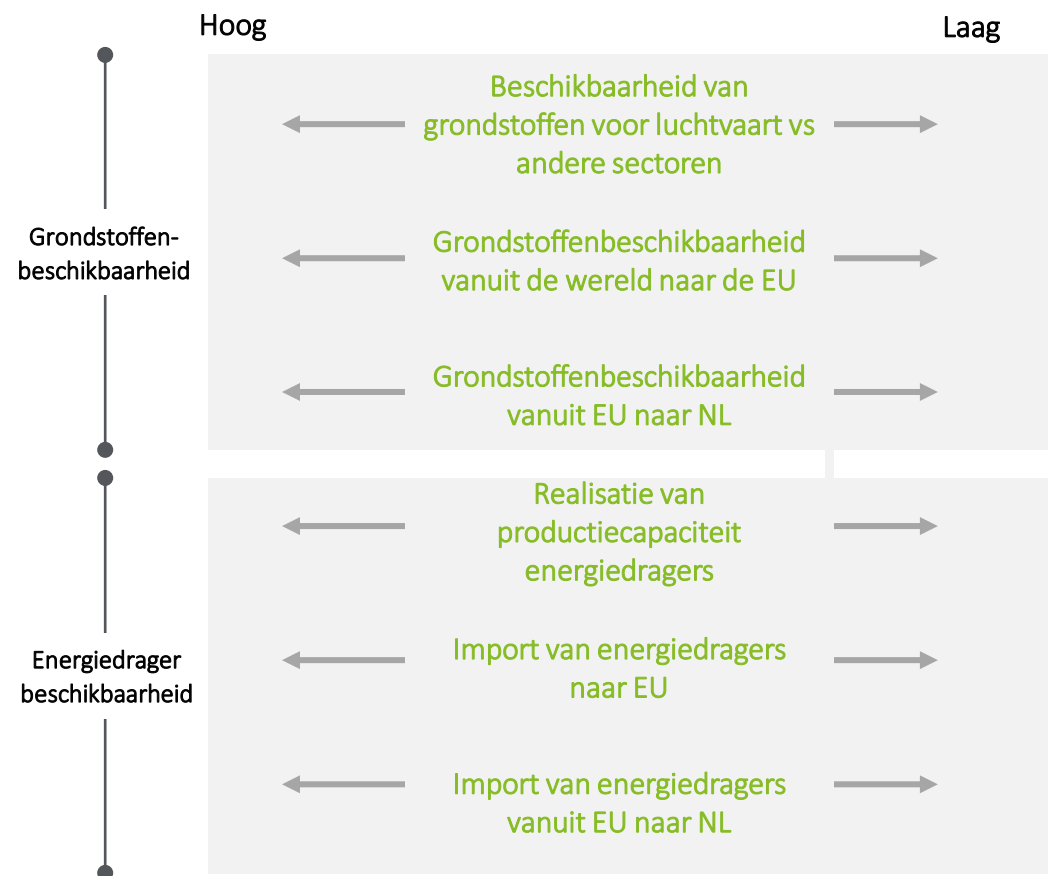 Hoog
Laag
Beschikbaarheid van
grondstoffen voor luchtvaart vs
andere sectoren
Grondstoffen-
beschikbaarheid
Grondstoffenbeschikbaarheid
vanuit de wereld naar de EU
Grondstoffenbeschikbaarheid
vanuit EU naar NL
Realisatie van
productiecapaciteit
energiedragers
Energiedrager
beschikbaarheid
Import van energiedragers
naar EU
Import van energiedragers
vanuit EU naar NL